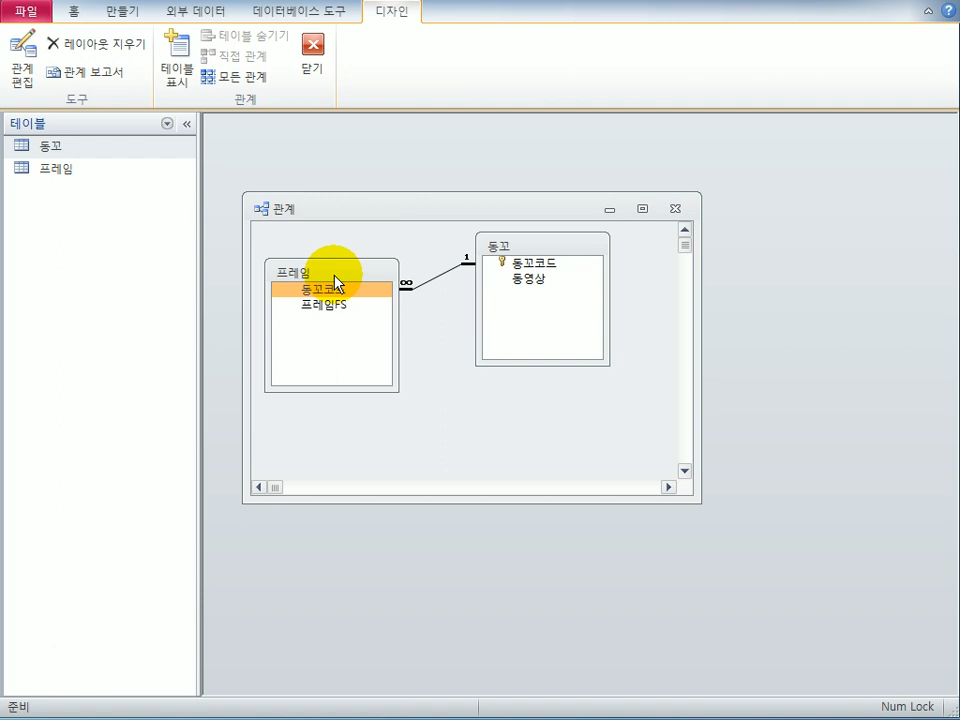 파일 홈 만들기 외부 데이터 데이터베이스 도구 디자인
관계 편집
레이아웃 지우기
관계 보고서
도구
테이블 표시
테이블 숨기기
직접 관계
모든 관계
닫기
관계
테이블
동꼬
프레임
관계
프레임
동꼬코드
프레임FS
∞
1
동꼬
동꼬코드
동영상
준비
Num Lock